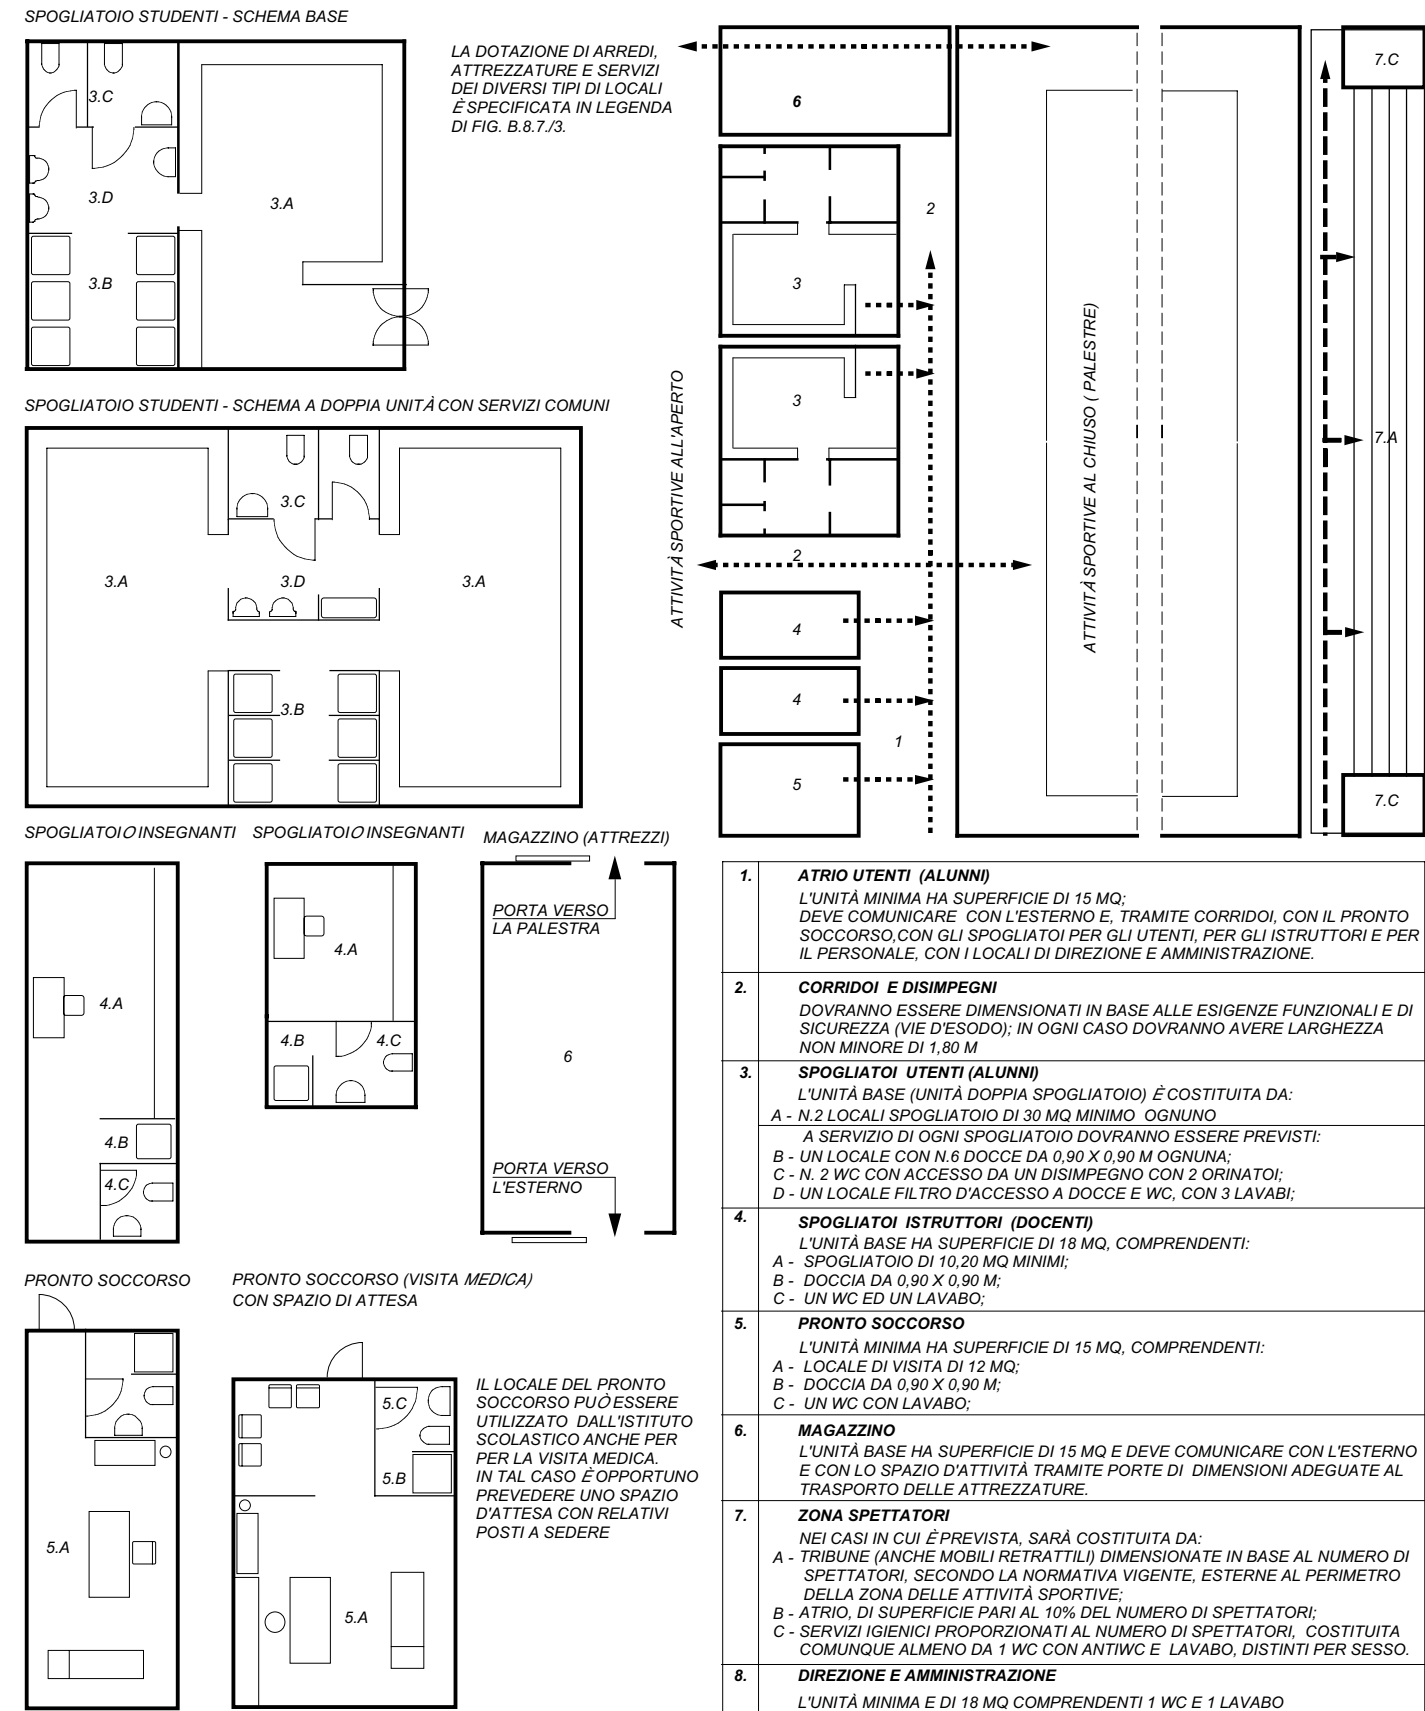 SPOGLIATOIO STUDENTI - SCHEMA BASE
3.C
3.D
3.A
3.B
LA DOTAZIONE DI ARREDI,
ATTREZZATURE E SERVIZI
DEI DIVERSI TIPI DI LOCALI
È SPECIFICATA IN LEGENDA
DI FIG. B.8.7./3.
SPOGLIATOIO STUDENTI - SCHEMA A DOPPIA UNITÀ CON SERVIZI COMUNI
3.C
3.A
3.D
3.A
3.B
6
2
3
3
2
4
4
1
5
ATTIVITÀ SPORTIVE ALL'APERTO
ATTIVITÀ SPORTIVE AL CHIUSO ( PALESTRE)
7.C
7.A
7.C
SPOGLIATOIO INSEGNANTI
4.A
4.B
4.C
SPOGLIATOIO INSEGNANTI
4.A
4.B
4.C
MAGAZZINO (ATTREZZI)
PORTA VERSO
LA PALESTRA
6
PORTA VERSO
L'ESTERNO
PRONTO SOCCORSO
5.A
PRONTO SOCCORSO (VISITA MEDICA)
CON SPAZIO DI ATTESA
5.C
5.B
5.A
IL LOCALE DEL PRONTO
SOCCORSO PUÒ ESSERE
UTILIZZATO DALL'ISTITUTO
SCOLASTICO ANCHE PER
PER LA VISITA MEDICA.
IN TAL CASO È OPPORTUNO
PREVEDERE UNO SPAZIO
D'ATTESA CON RELATIVI
POSTI A SEDERE
1. ATRIO UTENTI (ALUNNI)
L'UNITÀ MINIMA HA SUPERFICIE DI 15 MQ;
DEVE COMUNICARE CON L'ESTERNO E, TRAMITE CORRIDOI, CON IL PRONTO
SOCCORSO,CON GLI SPOGLIATOI PER GLI UTENTI, PER GLI ISTRUTTORI E PER
IL PERSONALE, CON I LOCALI DI DIREZIONE E AMMINISTRAZIONE.
2. CORRIDOI E DISIMPEGNI
DOVRANNO ESSERE DIMENSIONATI IN BASE ALLE ESIGENZE FUNZIONALI E DI
SICUREZZA (VIE D'ESODO); IN OGNI CASO DOVRANNO AVERE LARGHEZZA
NON MINORE DI 1,80 M
3. SPOGLIATOI UTENTI (ALUNNI)
L'UNITÀ BASE (UNITÀ DOPPIA SPOGLIATOIO) È COSTITUITA DA:
A - N.2 LOCALI SPOGLIATOIO DI 30 MQ MINIMO OGNUNO
A SERVIZIO DI OGNI SPOGLIATOIO DOVRANNO ESSERE PREVISTI:
B - UN LOCALE CON N.6 DOCCE DA 0,90 X 0,90 M OGNUNA;
C - N. 2 WC CON ACCESSO DA UN DISIMPEGNO CON 2 ORINATOI;
D - UN LOCALE FILTRO D'ACCESSO A DOCCE E WC, CON 3 LAVABI;
4. SPOGLIATOI ISTRUTTORI (DOCENTI)
L'UNITÀ BASE HA SUPERFICIE DI 18 MQ, COMPRENDENTI:
A - SPOGLIATOIO DI 10,20 MQ MINIMI;
B - DOCCIA DA 0,90 X 0,90 M;
C - UN WC ED UN LAVABO;
5. PRONTO SOCCORSO
L'UNITÀ MINIMA HA SUPERFICIE DI 15 MQ, COMPRENDENTI:
A - LOCALE DI VISITA DI 12 MQ;
B - DOCCIA DA 0,90 X 0,90 M;
C - UN WC CON LAVABO;
6. MAGAZZINO
L'UNITÀ BASE HA SUPERFICIE DI 15 MQ E DEVE COMUNICARE CON L'ESTERNO
E CON LO SPAZIO D'ATTIVITÀ TRAMITE PORTE DI DIMENSIONI ADEGUATE AL
TRASPORTO DELLE ATTREZZATURE.
7. ZONA SPETTATORI
NEI CASI IN CUI È PREVISTA, SARÀ COSTITUITA DA:
A - TRIBUNE (ANCHE MOBILI RETRATTILI) DIMENSIONATE IN BASE AL NUMERO DI
SPETTATORI, SECONDO LA NORMATIVA VIGENTE, ESTERNE AL PERIMETRO
DELLA ZONA DELLE ATTIVITÀ SPORTIVE;
B - ATRIO, DI SUPERFICIE PARI AL 10% DEL NUMERO DI SPETTATORI;
C - SERVIZI IGIENICI PROPORZIONATI AL NUMERO DI SPETTATORI, COSTITUITA
COMUNQUE ALMENO DA 1 WC CON ANTIWC E LAVABO, DISTINTI PER SESSO.
8. DIREZIONE E AMMINISTRAZIONE
L'UNITÀ MINIMA E DI 18 MQ COMPRENDENTI 1 WC E 1 LAVABO